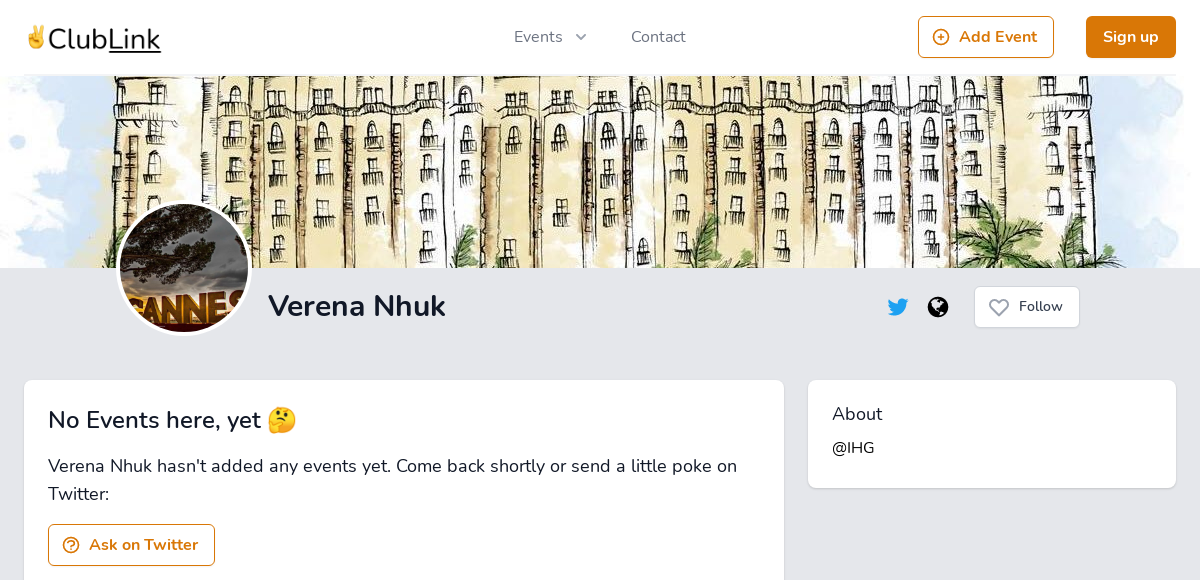 ✌️ClubLink
Events
Contact
Add Event
Sign up
CANNES
Verena Nhuk
Follow
No Events here, yet 🤔
Verena Nhuk hasn't added any events yet. Come back shortly or send a little poke on
Twitter:
Ask on Twitter
About
@IHG